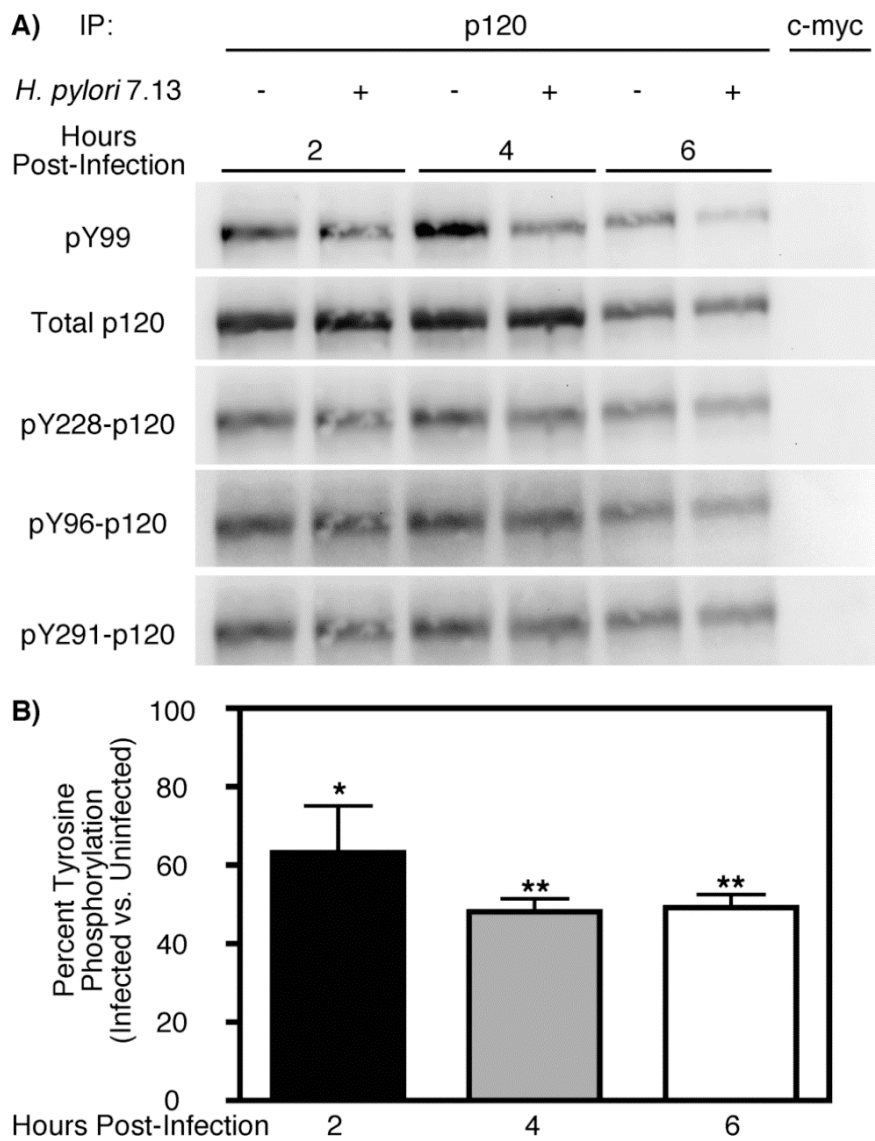 A) IP: p120 c-myc
H. pylori 7.13 - + - + - +
Hours
Post-Infection 2 4 6
pY99
Total p120
pY228-p120
pY96-p120
pY291-p120
B)
Percent Tyrosine
Phosphorylation
(Infected vs. Uninfected)
100
80
60
40
20
0
*
**
**
Hours Post-Infection 2 4 6